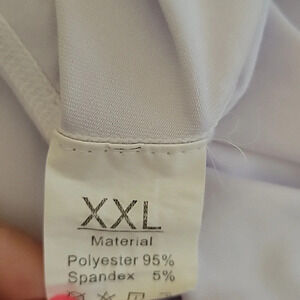 XXL
Material
Polyester 95%
Spandex 5%